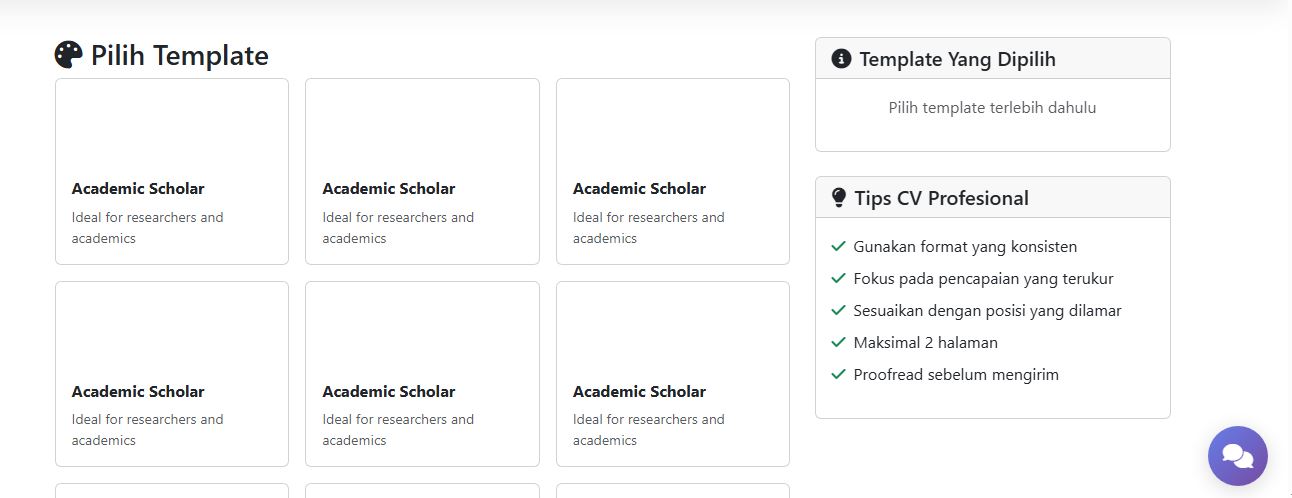 Pilih Template
Academic Scholar
Ideal for researchers and
academics
Academic Scholar
Ideal for researchers and
academics
Academic Scholar
Ideal for researchers and
academics
Academic Scholar
Ideal for researchers and
academics
Academic Scholar
Ideal for researchers and
academics
Academic Scholar
Ideal for researchers and
academics
Template Yang Dipilih
Pilih template terlebih dahulu
Tips CV Profesional
Gunakan format yang konsisten
Fokus pada pencapaian yang terukur
Sesuaikan dengan posisi yang dilamar
Maksimal 2 halaman
Proofread sebelum mengirim